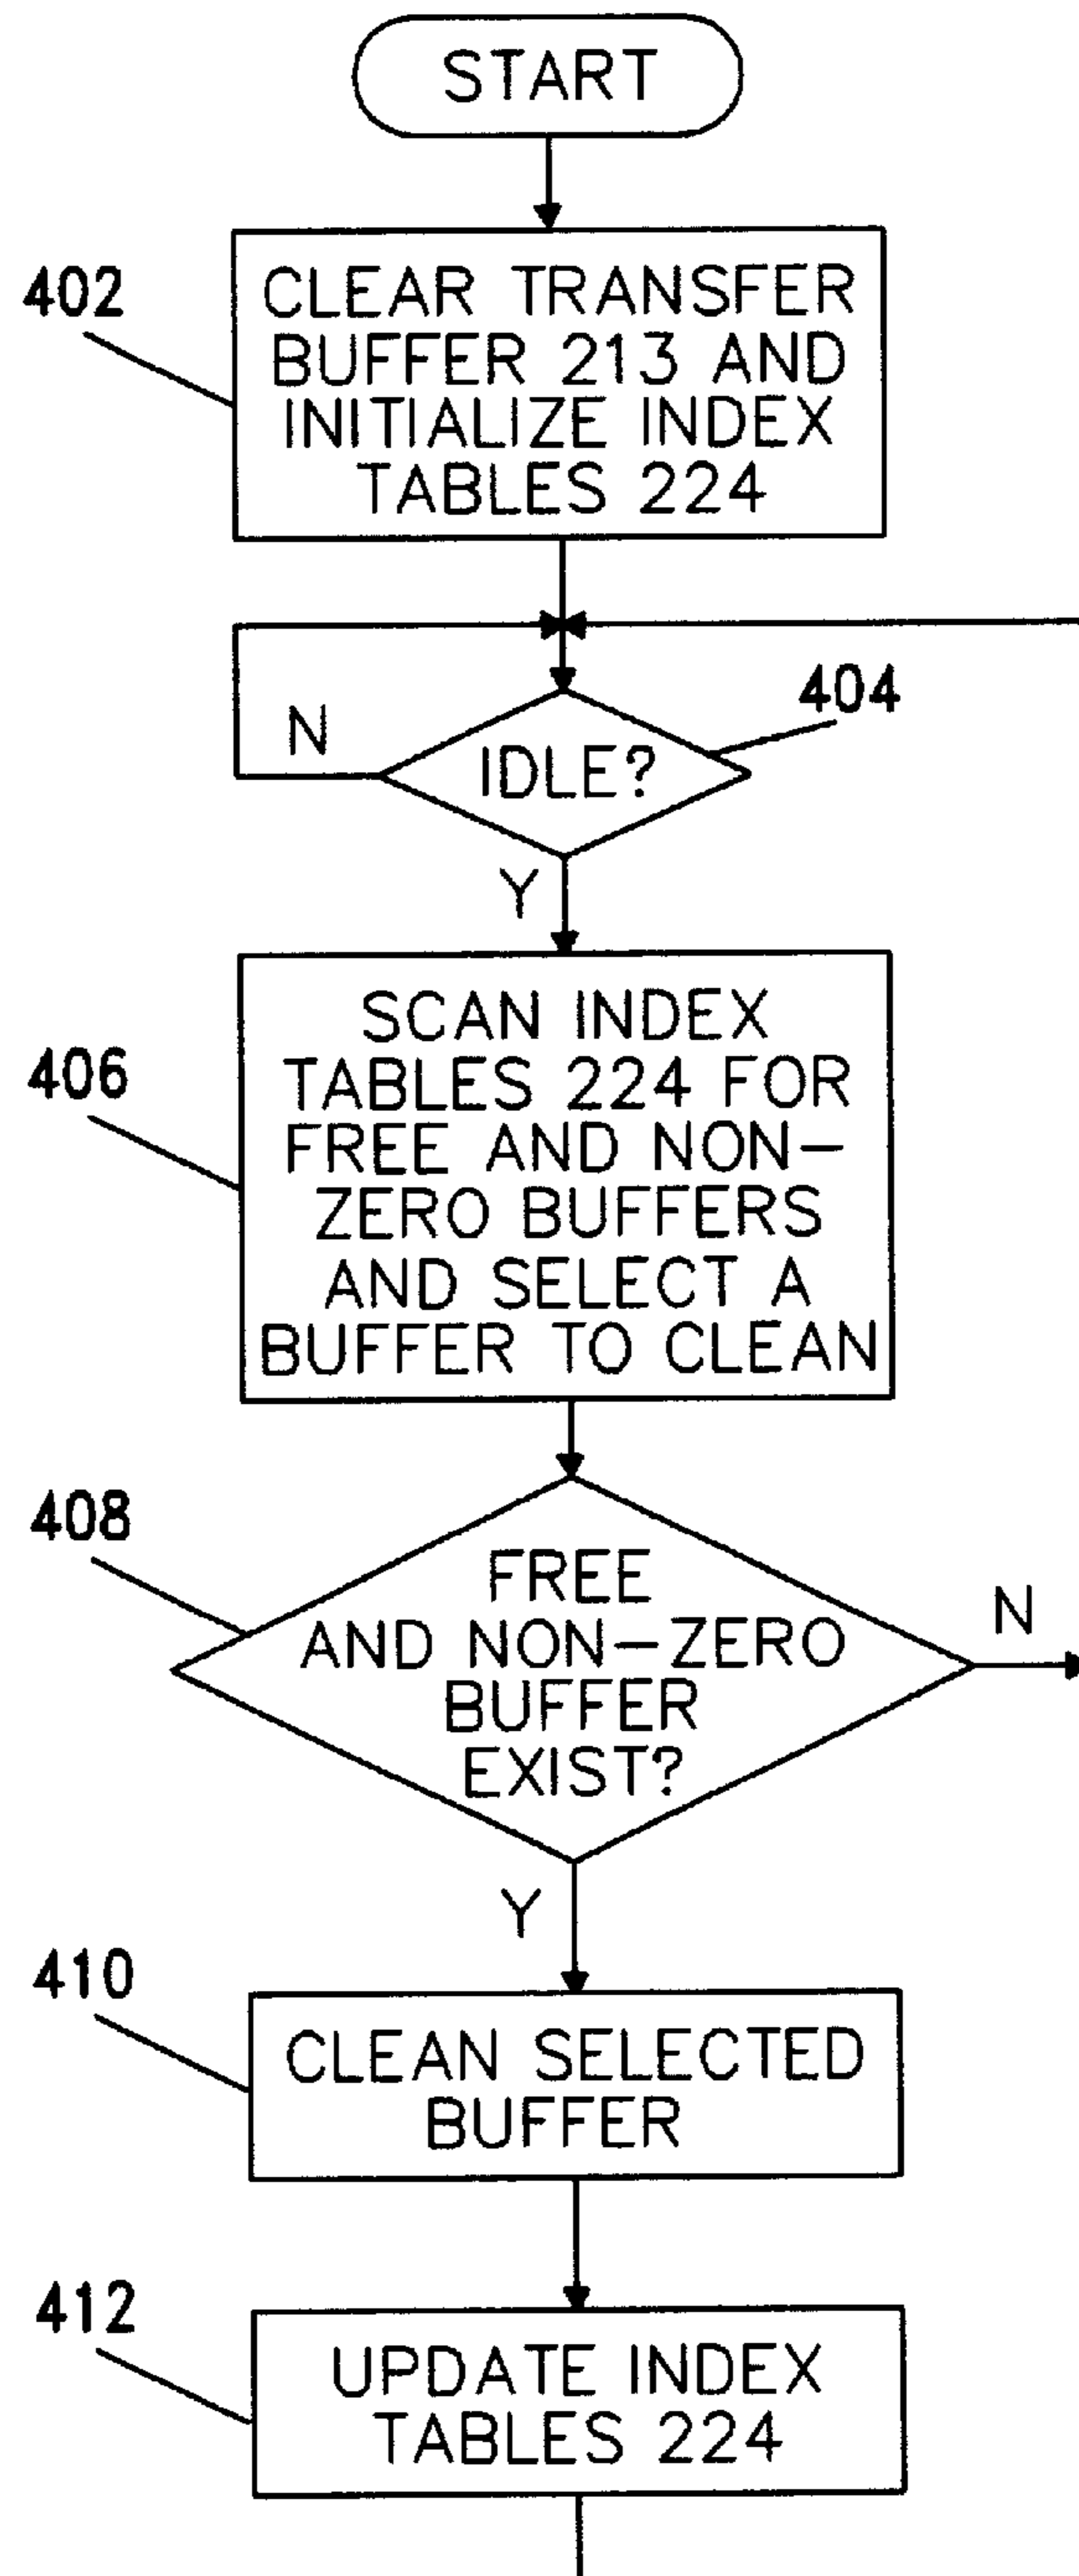 START
402
CLEAR TRANSFER
BUFFER 213 AND
INITIALIZE INDEX
TABLES 224
404
N
IDLE?
Y
406
SCAN INDEX
TABLES 224 FOR
FREE AND NON-
ZERO BUFFERS
AND SELECT A
BUFFER TO CLEAN
408
FREE
AND NON-ZERO
BUFFER
EXIST?
N
Y
410
CLEAN SELECTED
BUFFER
412
UPDATE INDEX
TABLES 224